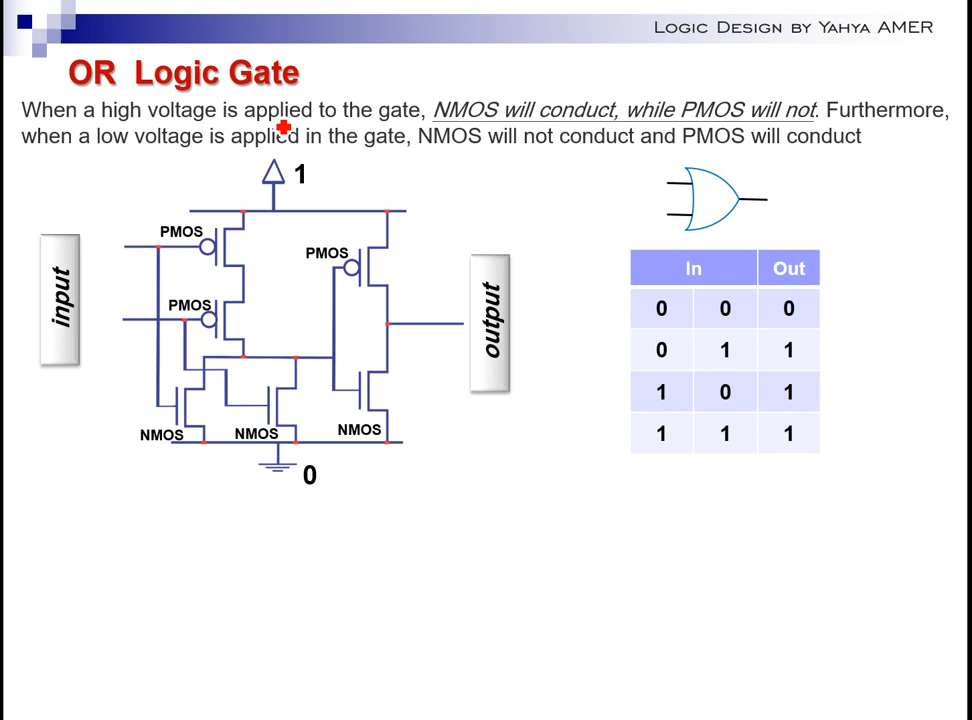 Logic Design by Yahya AMER
OR Logic Gate
When a high voltage is applied to the gate, NMOS will conduct, while PMOS will not. Furthermore,
when a low voltage is applied in the gate, NMOS will not conduct and PMOS will conduct
1
PMOS
PMOS
PMOS
input
output
NMOS
NMOS
NMOS
0
In Out
0 0 0
0 1 1
1 0 1
1 1 1